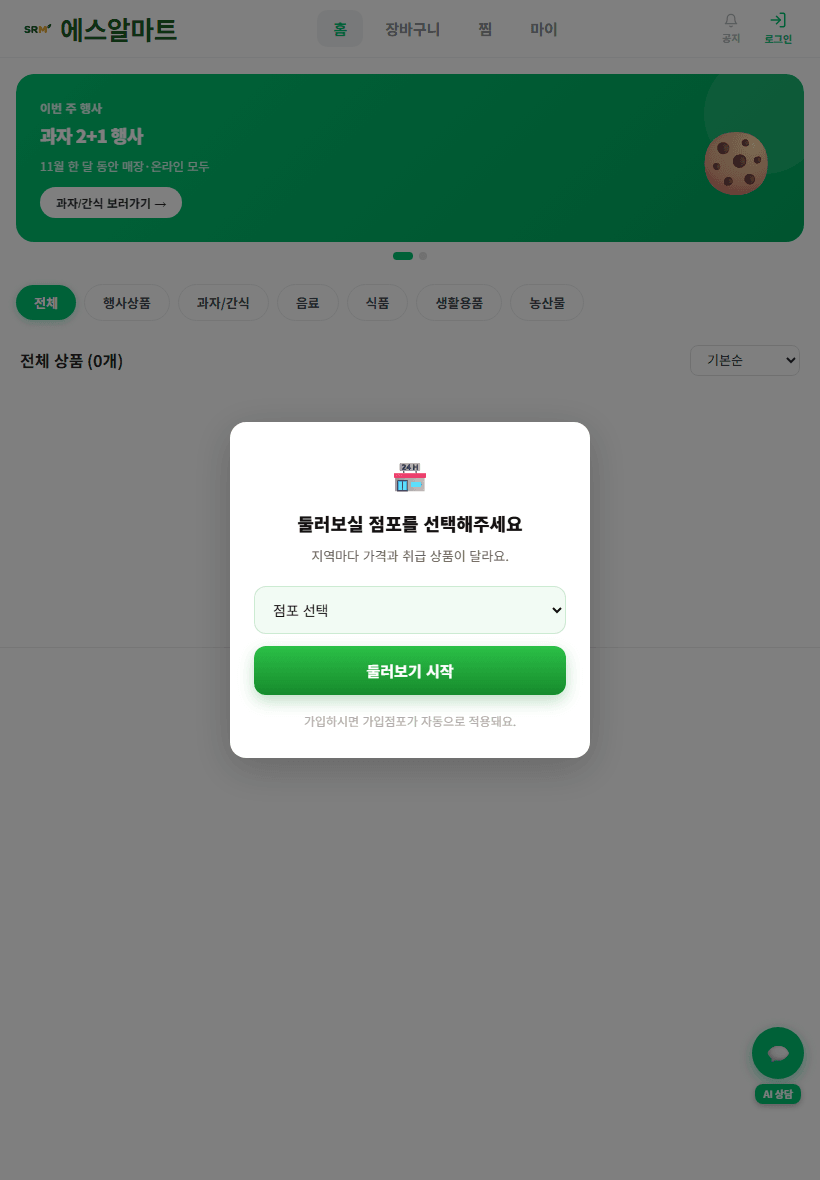 SRM 에스알마트
홈 장바구니 찜 마이
공지 로그인
이번 주 행사
과자 2+1 행사
11월 한 달 동안 매장·온라인 모두
과자/간식 보러가기 →
전체 행사상품 과자/간식 음료 식품 생활용품 농산물
전체 상품 (0개)
기본순
24H
둘러보실 점포를 선택해주세요
지역마다 가격과 취급 상품이 달라요.
점포 선택
둘러보기 시작
가입하시면 가입점포가 자동으로 적용돼요.
AI 상담